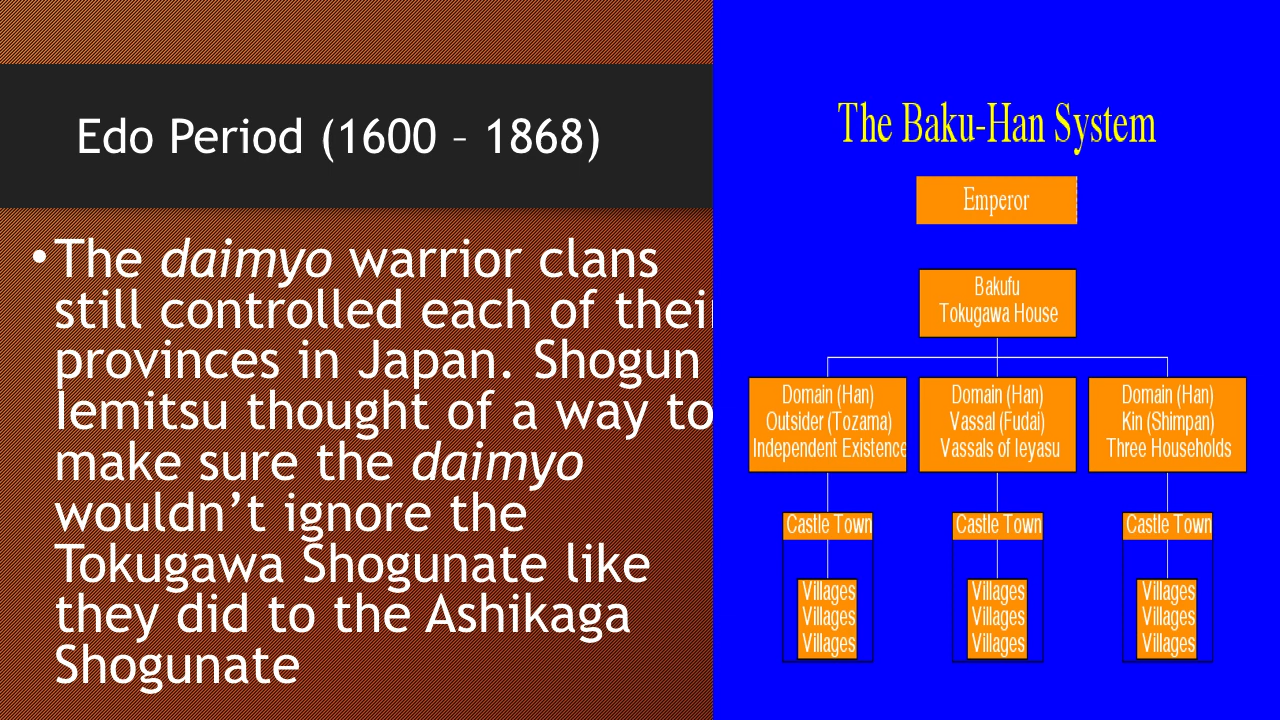 Edo Period (1600 – 1868)
•The daimyo warrior clans
still controlled each of their
provinces in Japan. Shogun
Iemitsu thought of a way to
make sure the daimyo
wouldn’t ignore the
Tokugawa Shogunate like
they did to the Ashikaga
Shogunate
The Baku-Han System
Emperor
Bakufu
Tokugawa House
Domain (Han)
Outsider (Tozama)
Independent Existence
Domain (Han)
Vassal (Fudai)
Vassals of Ieyasu
Domain (Han)
Kin (Shimpan)
Three Households
Castle Town
Castle Town
Castle Town
Villages
Villages
Villages
Villages
Villages
Villages
Villages
Villages
Villages